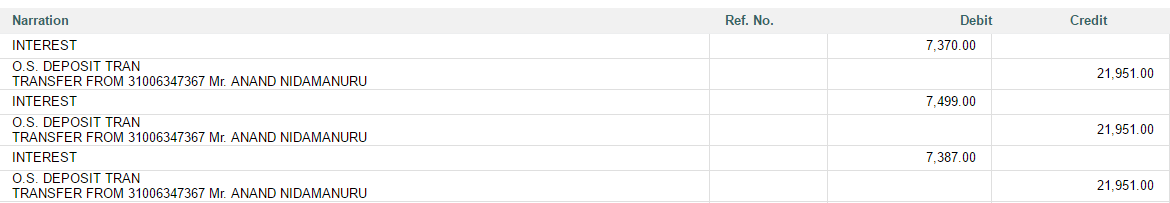 Narration Ref. No. Debit Credit
INTEREST 7,370.00
O.S. DEPOSIT TRAN
TRANSFER FROM 31006347367 Mr. ANAND NIDAMANURU 21,951.00
INTEREST 7,499.00
O.S. DEPOSIT TRAN
TRANSFER FROM 31006347367 Mr. ANAND NIDAMANURU 21,951.00
INTEREST 7,387.00
O.S. DEPOSIT TRAN
TRANSFER FROM 31006347367 Mr. ANAND NIDAMANURU 21,951.00